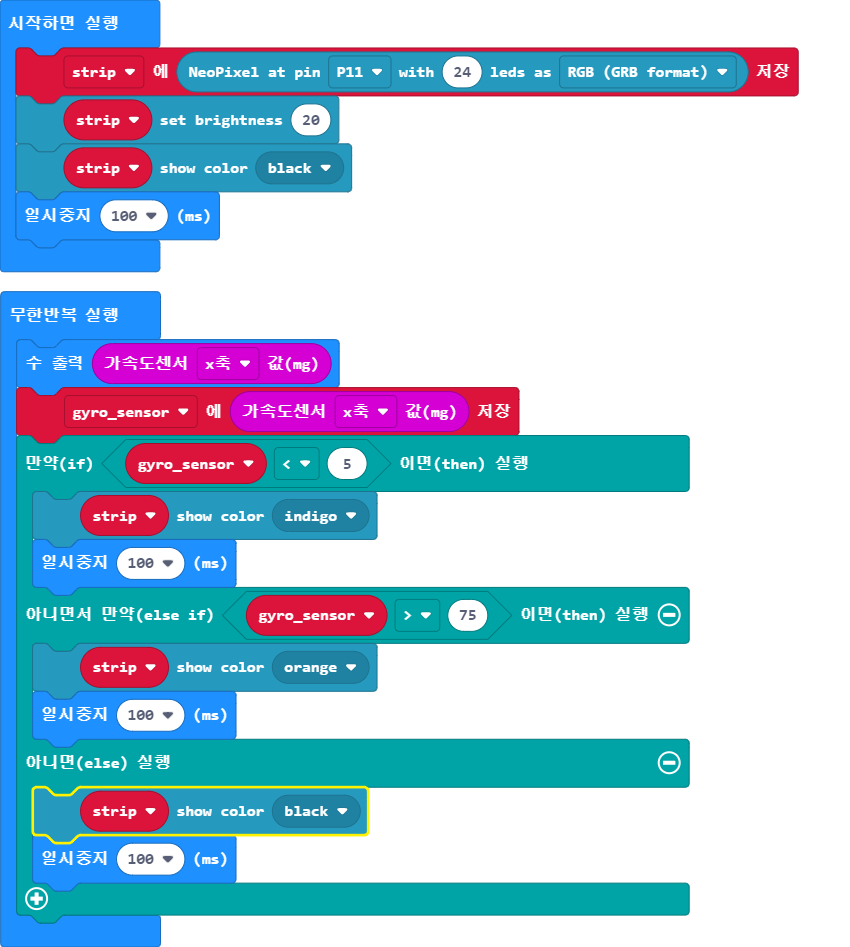 시작하면 실행
strip 에 NeoPixel at pin P11 with 24 leds as RGB (GRB format) 저장
strip set brightness 20
strip show color black
일시중지 100 (ms)
무한반복 실행
수 출력 가속도센서 x축 값(mg)
gyro_sensor 에 가속도센서 x축 값(mg) 저장
만약(if) gyro_sensor < 5 이면(then) 실행
strip show color indigo
일시중지 100 (ms)
아니면서 만약(else if) gyro_sensor > 75 이면(then) 실행
strip show color orange
일시중지 100 (ms)
아니면(else) 실행
strip show color black
일시중지 100 (ms)